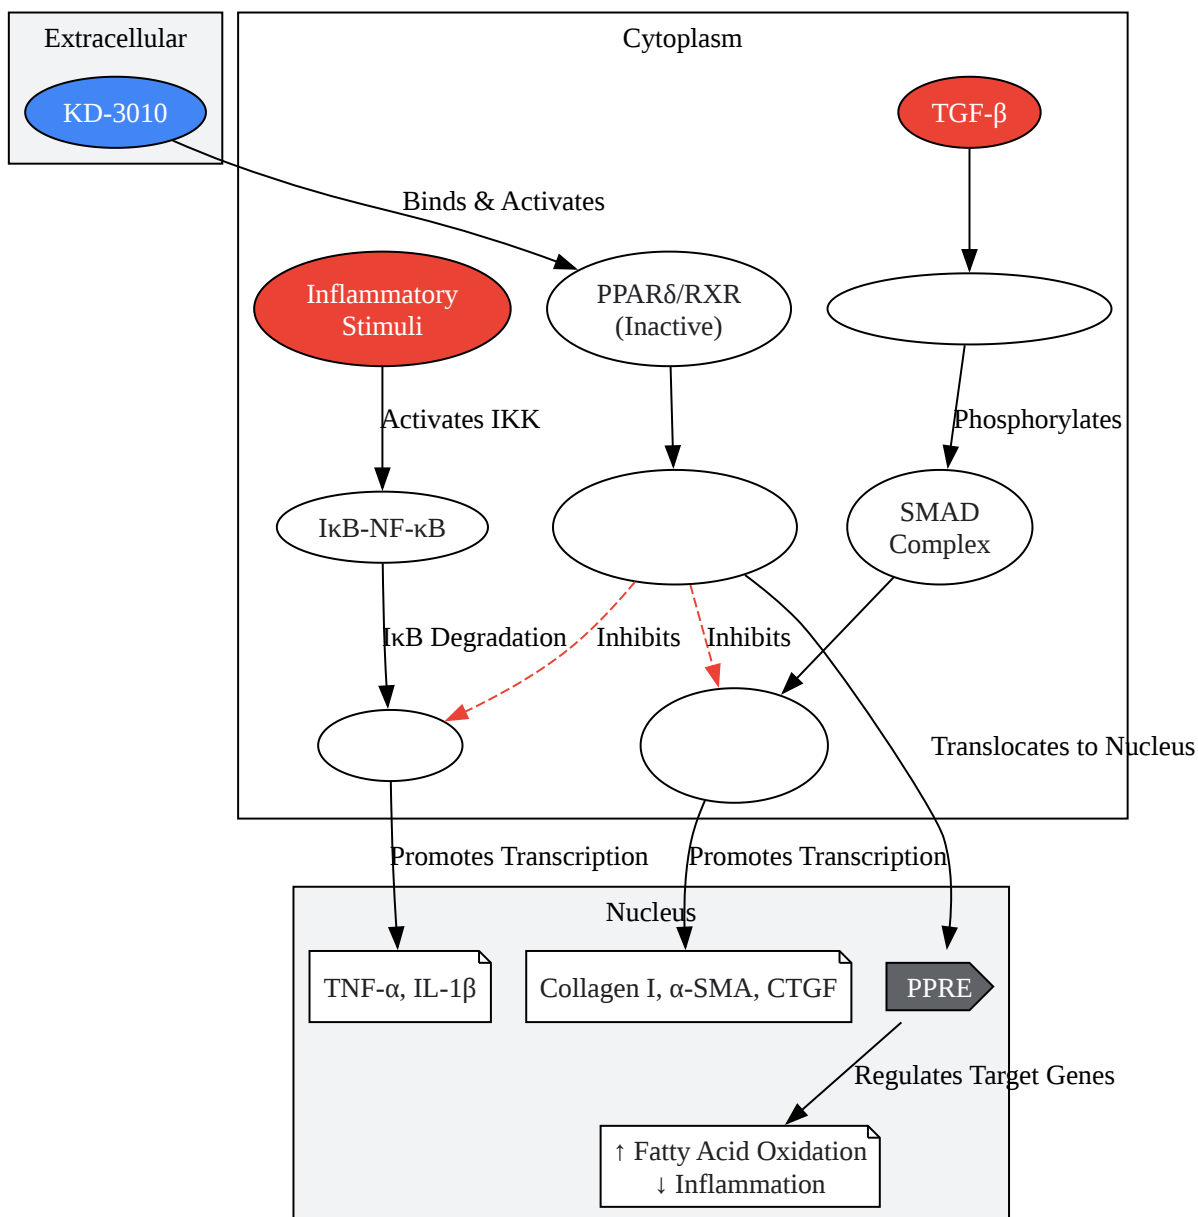 Extracellular
Cytoplasm
KD-3010
TGF-β
Binds & Activates
Inflammatory
Stimuli
PPARδ/RXR
(Inactive)
Activates IKK
Phosphorylates
IκB-NF-κB
SMAD
Complex
IκB Degradation
Inhibits
Inhibits
Translocates to Nucleus
Promotes Transcription
Promotes Transcription
Nucleus
TNF-α, IL-1β
Collagen I, α-SMA, CTGF
PPRE
Regulates Target Genes
↑ Fatty Acid Oxidation
↓ Inflammation